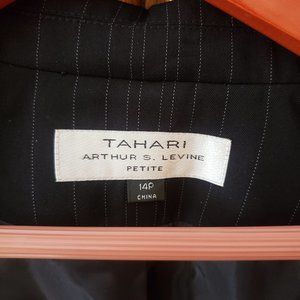 TAHARI
ARTHUR S. LEVINE
PETITE
14P
CHINA